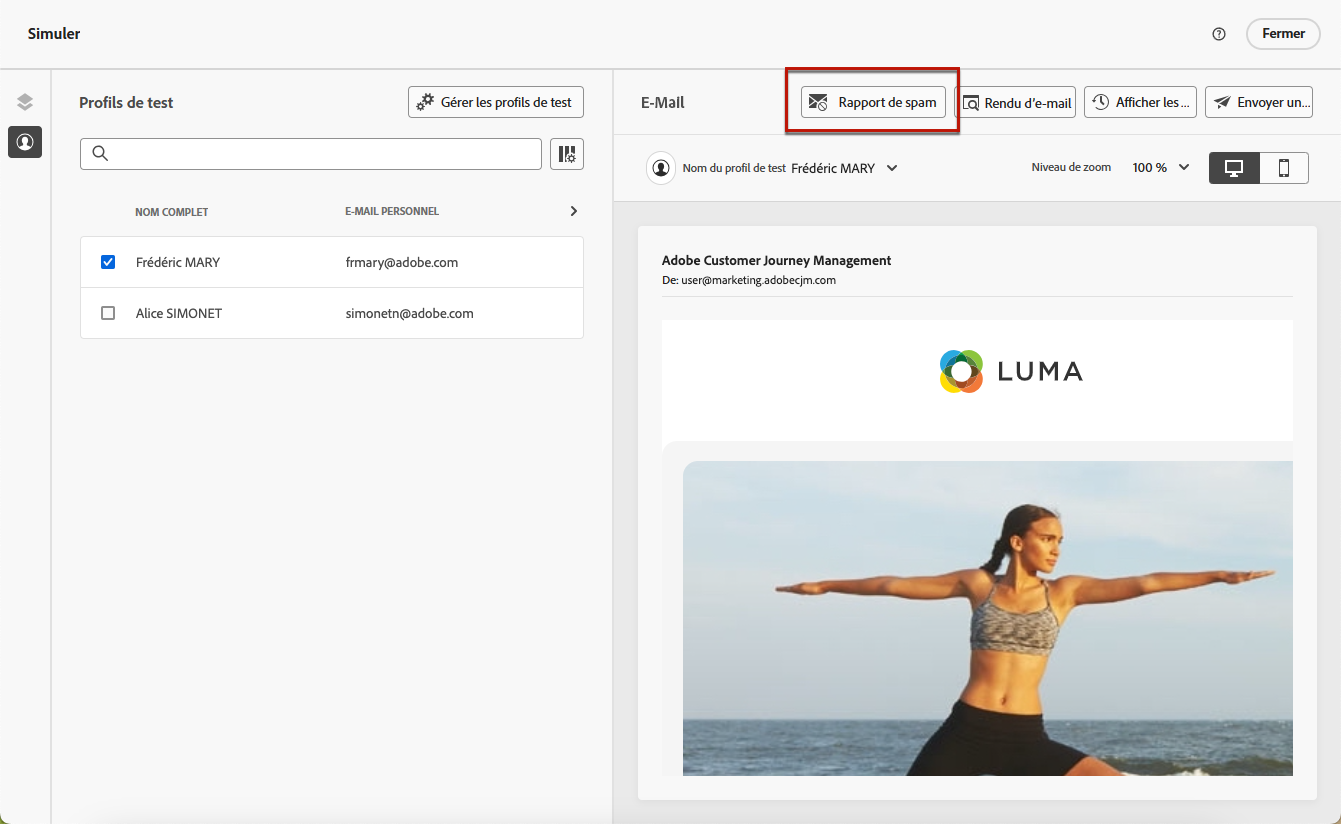 Simuler
Fermer
Profils de test
Gérer les profils de test
NOM COMPLET
E-MAIL PERSONNEL
Frédéric MARY
frmary@adobe.com
Alice SIMONET
simonetn@adobe.com
E-Mail
Rapport de spam
Rendu d'e-mail
Afficher les ...
Envoyer un...
Nom du profil de test Frédéric MARY
Niveau de zoom 100 %
Adobe Customer Journey Management
De: user@marketing.adobecjm.com
LUMA